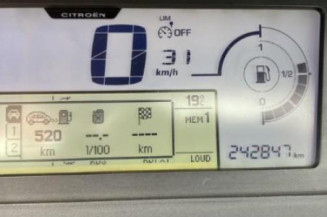 CITROËN
LIM
OFF
0 31
km/h
1
1/2
0
19
MEM 1
1
2
520
--.-
----
km
1/100
km
LOUD
242847 km